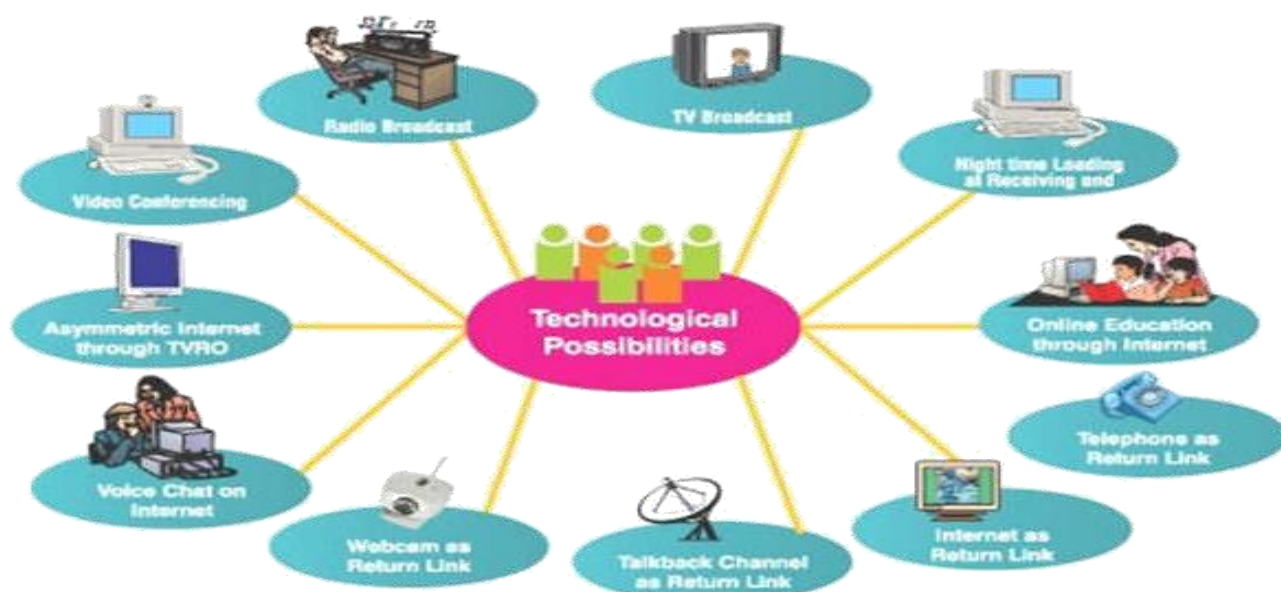 Radio Broadcast
TV Broadcast
Night time Loading
at Receiving end
Video Conferencing
Technological
Possibilities
Asymmetric Internet
through TVRO
Online Education
through Internet
Telephone as
Return Link
Voice Chat on
Internet
Webcam as
Return Link
Talkback Channel
as Return Link
Internet as
Return Link